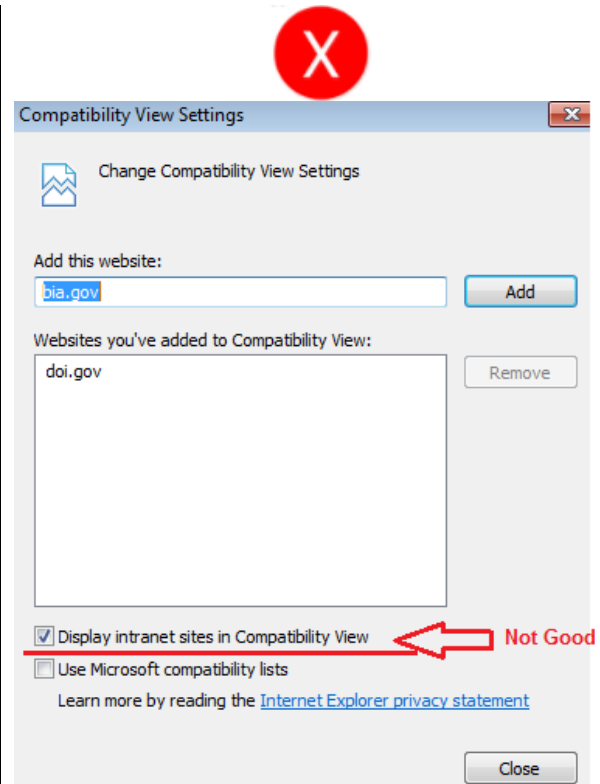 X
Compatibility View Settings
Change Compatibility View Settings
Add this website:
bia.gov
Add
Websites you've added to Compatibility View:
doi.gov
Remove
Display intranet sites in Compatibility View
Not Good
Use Microsoft compatibility lists
Learn more by reading the Internet Explorer privacy statement
Close